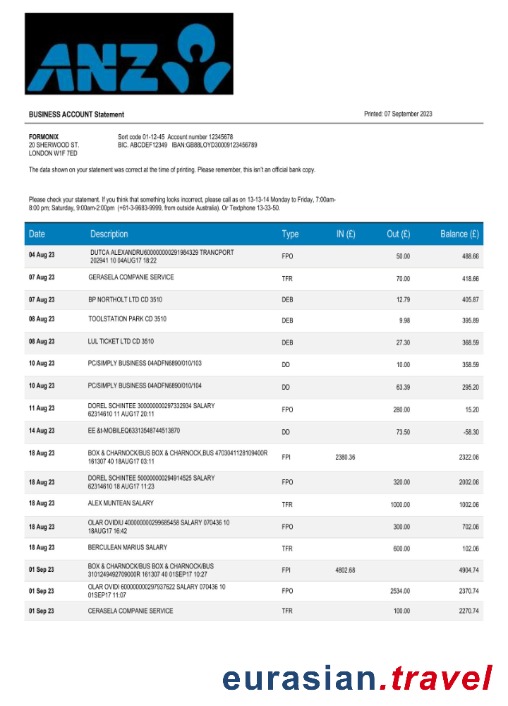 ANZ
BUSINESS ACCOUNT Statement Printed: 07 September 2023
FORMONIX Sort code 01-12-45 Account number 12345678
20 SHERWOOD ST. BIC. ABCDEF12349 IBAN:GB88LOYD30009123456789
LONDON W1F 7ED
The data shown on your statement was correct at the time of printing. Please remember, this isn't an official bank copy.
Please check your statement. If you think that something looks incorrect, please call as on 13-13-14 Monday to Friday, 7:00am-
8:00 pm; Saturday, 9:00am-2:00pm (+61-3-9683-9999, from outside Australia), Or Textphone 13-33-50.
Date Description Type IN (£) Out (£) Balance (£)
04 Aug 23 DUTCA ALEXANDRU600000000291984329 TRANCPORT FPO 50.00 488.66
202941 10 04AUG17 18:22
07 Aug 23 GERASELA COMPANIE SERVICE TFR 70.00 418.66
07 Aug 23 BP NORTHOLT LTD CD 3510 DEB 12.79 405.87
08 Aug 23 TOOLSTATION PARK CD 3510 DEB 9.98 395.89
08 Aug 23 LUL TICKET LTD CD 3510 DEB 27.30 368.59
10 Aug 23 PC/SIMPLY BUSINESS 04ADFN6890/010/103 DD 10.00 358.59
10 Aug 23 PC/SIMPLY BUSINESS 04ADFN6890/010/104 DD 63.39 295.20
11 Aug 23 DOREL SCHINTEE 300000000297332934 SALARY FPO 280.00 15.20
62314610 11 AUG17 20:11
14 Aug 23 EE &I-MOBILEQ63313548744513870 DD 73.50 -58.30
18 Aug 23 BOX & CHARNOCK/BUS BOX & CHARNOCK,BUS 4703041128109400R FPI 2380.36 2322.06
161307 40 18AUG17 03:11
18 Aug 23 DOREL SCHINTEE 500000000294914525 SALARY FPO 320.00 2002.06
62314610 18 AUG17 11:23
18 Aug 23 ALEX MUNTEAN SALARY TFR 1000.00 1002.06
18 Aug 23 OLAR OVIDIU 400000000299685458 SALARY 070436 10 FPO 300.00 702.06
18AUG17 16:42
18 Aug 23 BERCULEAN MARIUS SALARY TFR 600.00 102.06
01 Sep 23 BOX & CHARNOCK/BUS BOX & CHARNOCK/BUS FPI 4802.68 4904.74
3101249492709000R 161307 40 01SEP17 10:27
01 Sep 23 OLAR OVIDI 600000000297937622 SALARY 070436 10 FPO 2534.00 2370.74
01SEP17 11:07
01 Sep 23 CERASELA COMPANIE SERVICE TFR 100.00 2270.74
eurasian.travel